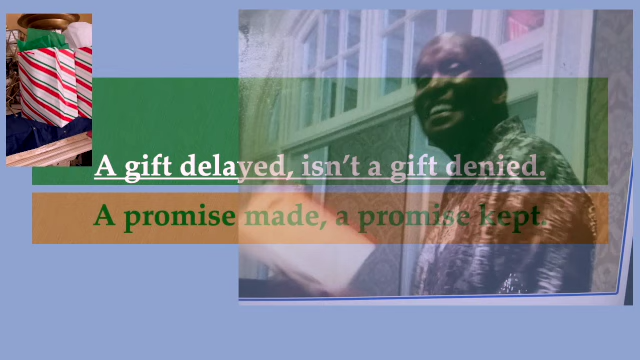 A gift delayed, isn’t a gift denied.
A promise made, a promise kept.